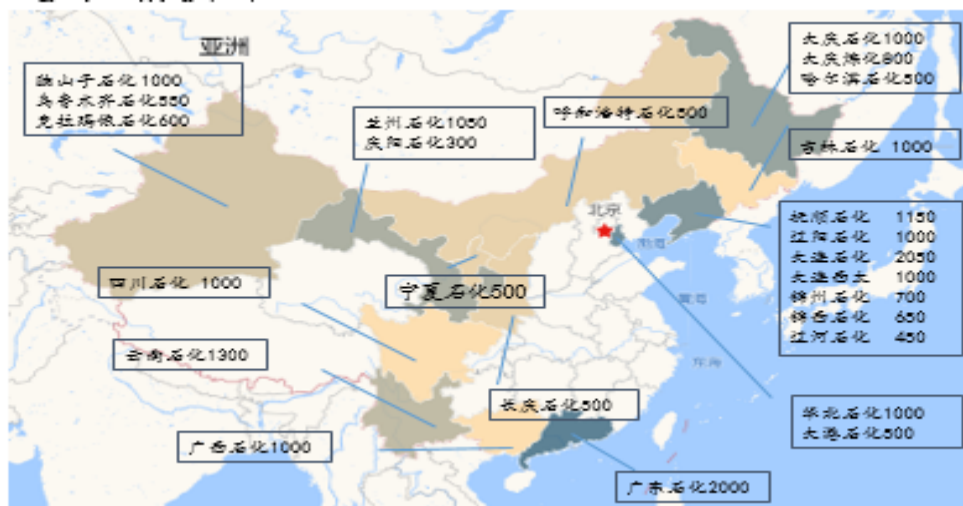 亚洲
独山子石化 1000
乌鲁木齐石化850
克拉玛依石化600
兰州石化1050
庆阳石化300
呼和浩特石化500
大庆石化1000
大庆炼化800
哈尔滨石化500
吉林石化 1000
北京
渤海
抚顺石化 1150
辽阳石化 1000
大连石化 2050
大连西太 1000
锦州石化 700
锦西石化 650
辽河石化 450
黄海
四川石化 1000
宁夏石化500
东海
云南石化1300
长庆石化500
华北石化1000
大港石化500
广西石化1000
广东石化2000